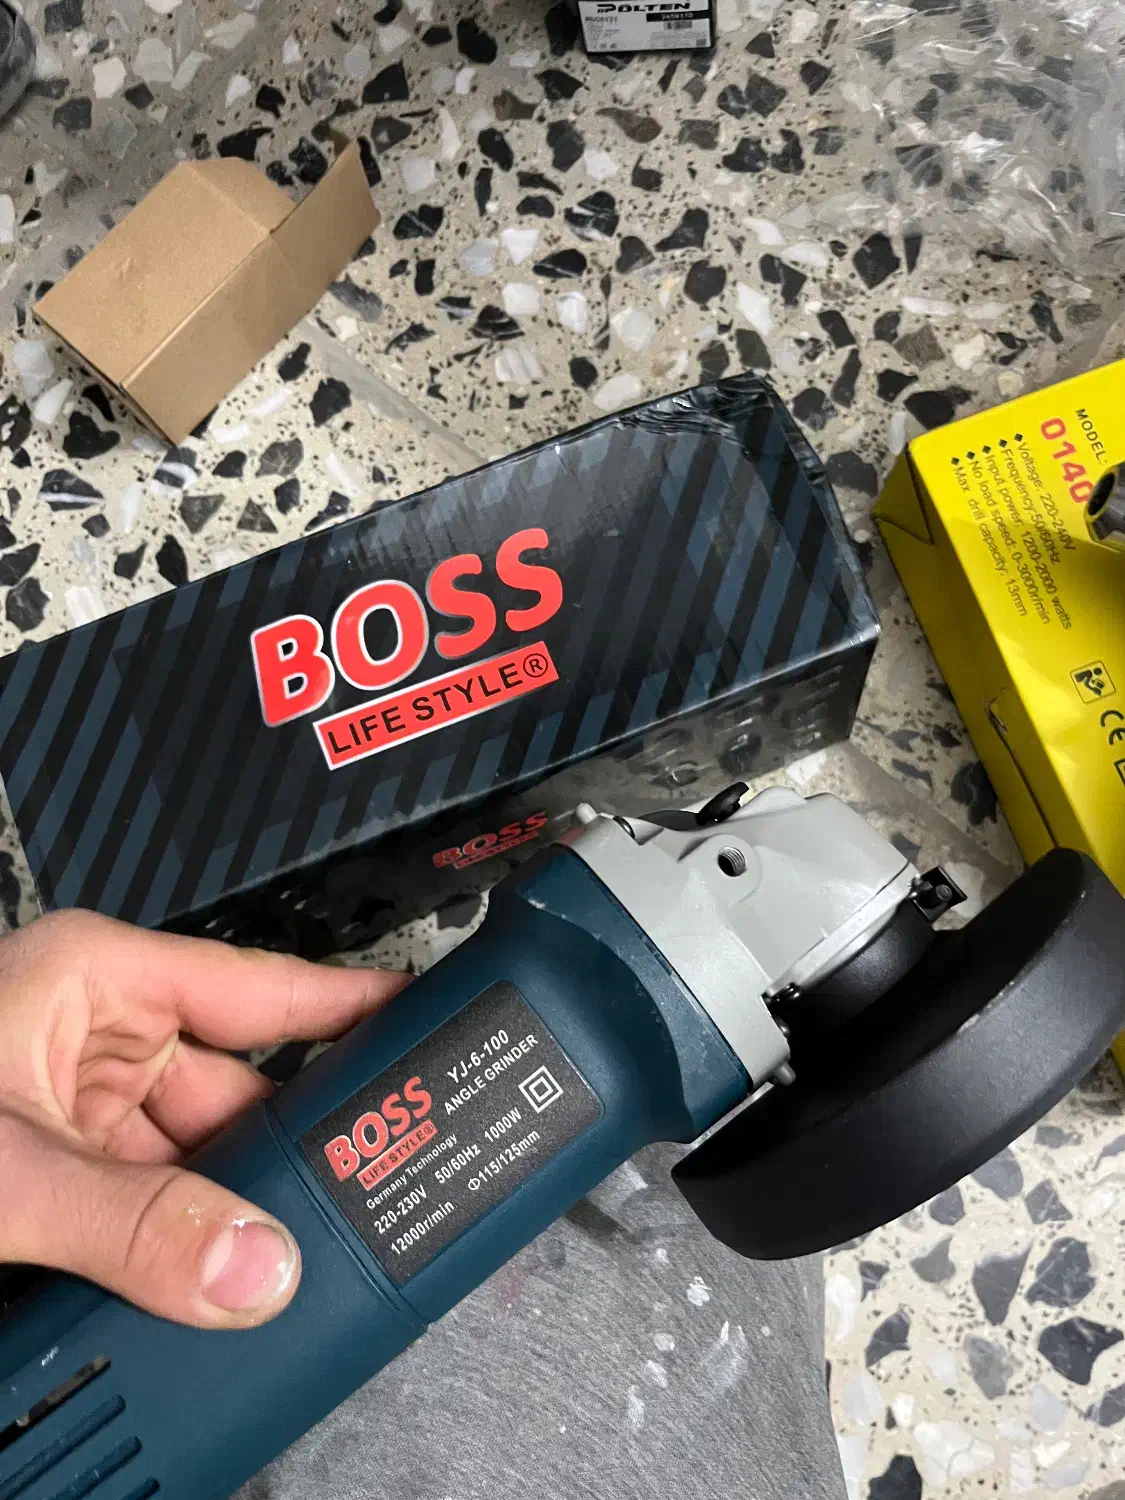 POLTEN
MODEL:
0140
◆Voltage: 220-240V
◆Frequency 50/60Hz
◆Input power, 1200-2000 watts
◆No load speed: 0-3000r/min
◆Max. drill capacity, 13mm
CE
BOSS
LIFE STYLE®
BOSS
BOSS
LIFE STYLE®
YJ-6-100
ANGLE GRINDER
Germany Technology
220-230V 50/60Hz 1000W
12000r/min Φ115/125mm